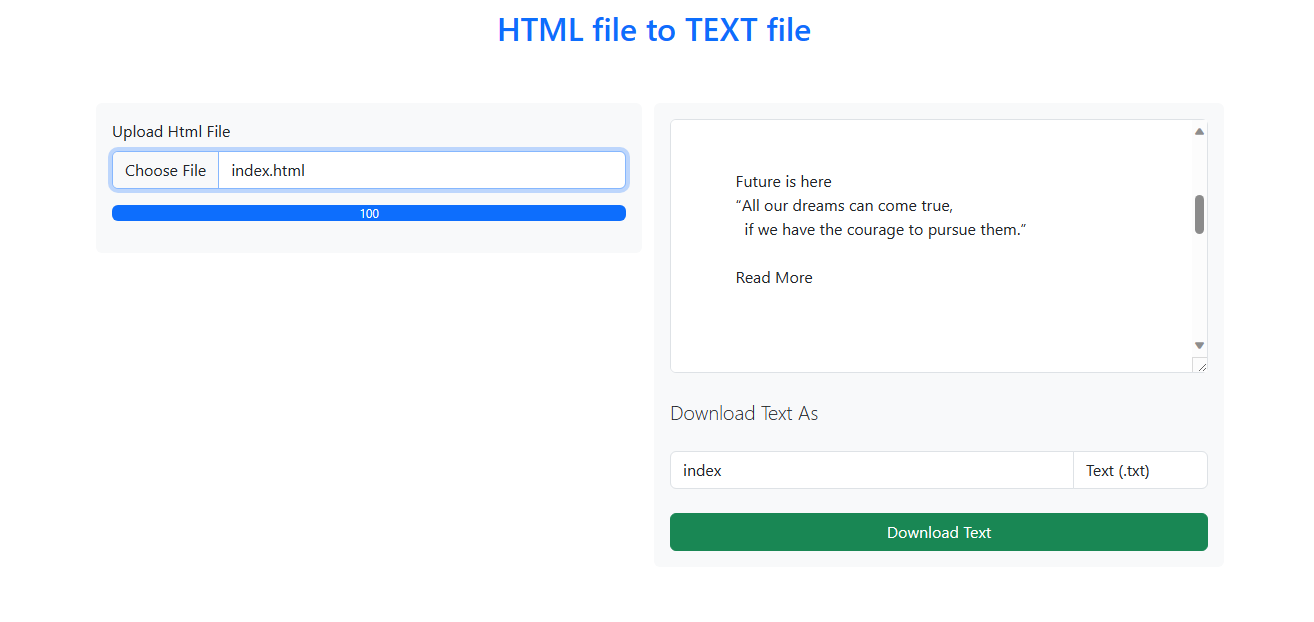 HTML file to TEXT file
Upload Html File
Choose File index.html
100
Future is here
“All our dreams can come true,
if we have the courage to pursue them.”
Read More
Download Text As
index Text (.txt)
Download Text